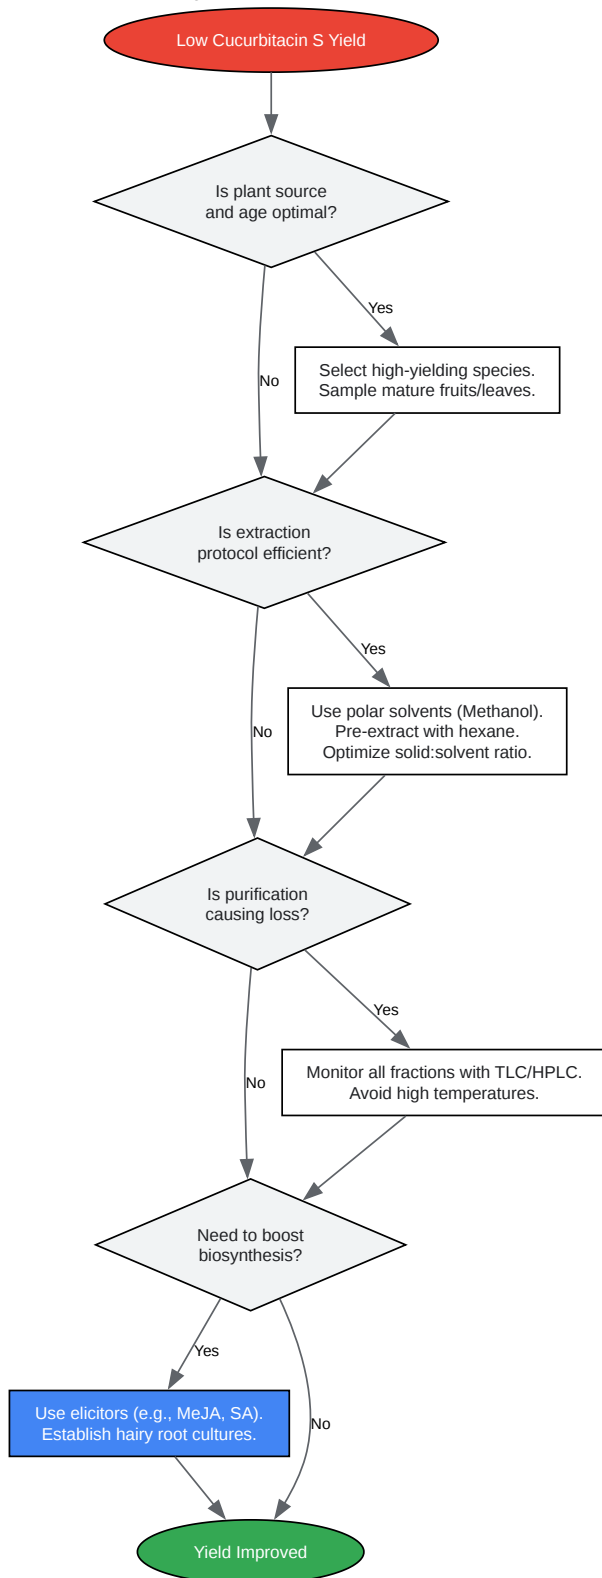 Low Cucurbitacin S Yield
Is plant source
and age optimal?
Yes
Select high-yielding species.
Sample mature fruits/leaves.
No
Is extraction
protocol efficient?
Yes
Use polar solvents (Methanol).
Pre-extract with hexane.
Optimize solid:solvent ratio.
No
Is purification
causing loss?
Yes
Monitor all fractions with TLC/HPLC.
Avoid high temperatures.
No
Need to boost
biosynthesis?
Yes
Use elicitors (e.g., MeJA, SA).
Establish hairy root cultures.
No
Yield Improved